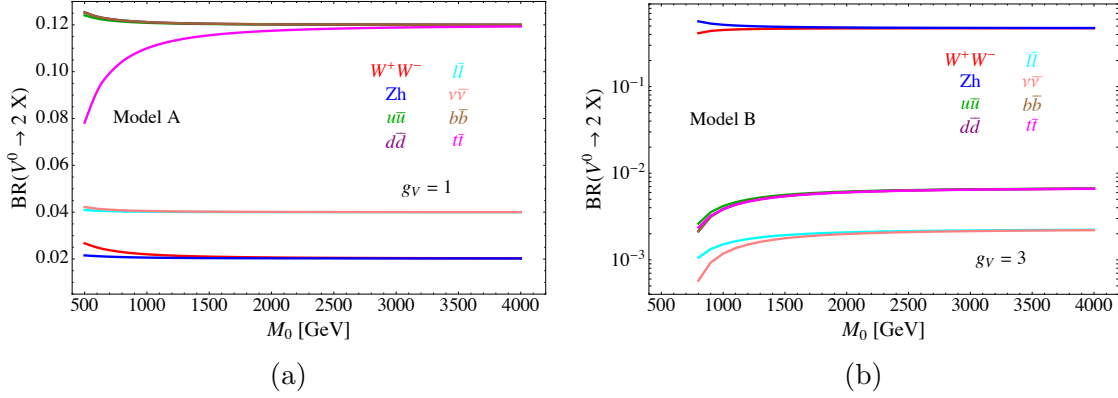 0.12
0.10
0.08
0.06
0.04
0.02
BR(V⁰ → 2 X)
W⁺W⁻ ll̄
Zh νν̄
uū bb̄
dd̄ tt̄
Model A
g_V = 1
500 1000 1500 2000 2500 3000 3500 4000
M₀ [GeV]
(a)
10⁻¹
10⁻²
10⁻³
BR(V⁰ → 2 X)
W⁺W⁻ ll̄
Zh νν̄
uū bb̄
dd̄ tt̄
Model B
g_V = 3
500 1000 1500 2000 2500 3000 3500 4000
M₀ [GeV]
(b)